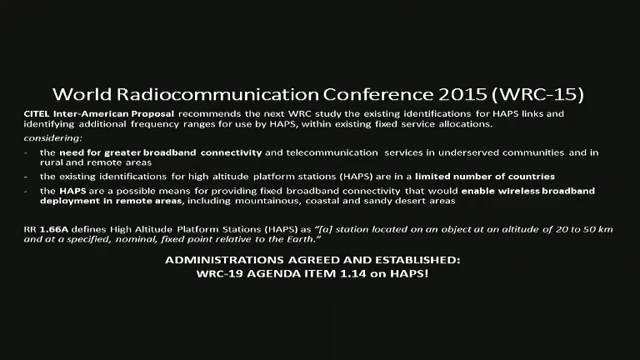 World Radiocommunication Conference 2015 (WRC-15)
CITEL Inter-American Proposal recommends the next WRC study the existing identifications for HAPS links and
identifying additional frequency ranges for use by HAPS, within existing fixed service allocations.
considering:
- the need for greater broadband connectivity and telecommunication services in underserved communities and in
rural and remote areas
- the existing identifications for high altitude platform stations (HAPS) are in a limited number of countries
- the HAPS are a possible means for providing fixed broadband connectivity that would enable wireless broadband
deployment in remote areas, including mountainous, coastal and sandy desert areas
RR 1.66A defines High Altitude Platform Stations (HAPS) as "[a] station located on an object at an altitude of 20 to 50 km
and at a specified, nominal, fixed point relative to the Earth."
ADMINISTRATIONS AGREED AND ESTABLISHED:
WRC-19 AGENDA ITEM 1.14 on HAPS!